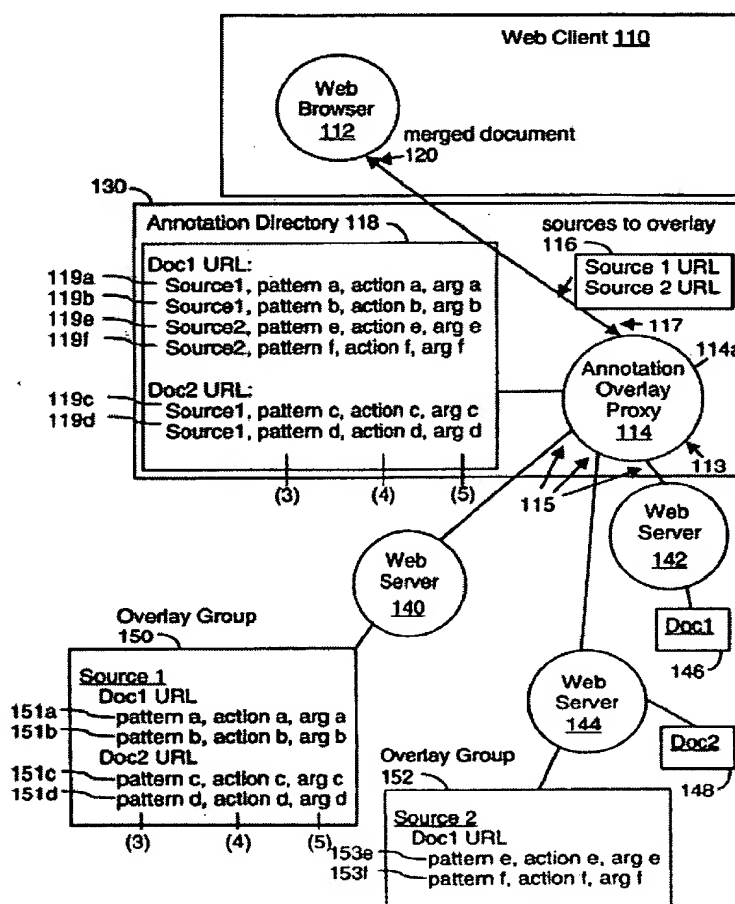 Web Client 110
Web
Browser
112
merged document
120
130
Annotation Directory 118
sources to overlay
116
Source 1 URL
Source 2 URL
117
Doc1 URL:
119a
Source1, pattern a, action a, arg a
119b
Source1, pattern b, action b, arg b
119e
Source2, pattern e, action e, arg e
119f
Source2, pattern f, action f, arg f
Doc2 URL:
119c
Source1, pattern c, action c, arg c
119d
Source1, pattern d, action d, arg d
(3)
(4)
(5)
114a
Annotation
Overlay
Proxy
114
113
115
Web
Server
140
Web
Server
142
Doc1
146
Web
Server
144
Doc2
148
Overlay Group
150
Source 1
Doc1 URL
151a
pattern a, action a, arg a
151b
pattern b, action b, arg b
Doc2 URL
151c
pattern c, action c, arg c
151d
pattern d, action d, arg d
(3)
(4)
(5)
Overlay Group
152
Source 2
Doc1 URL
153e
pattern e, action e, arg e
153f
pattern f, action f, arg f